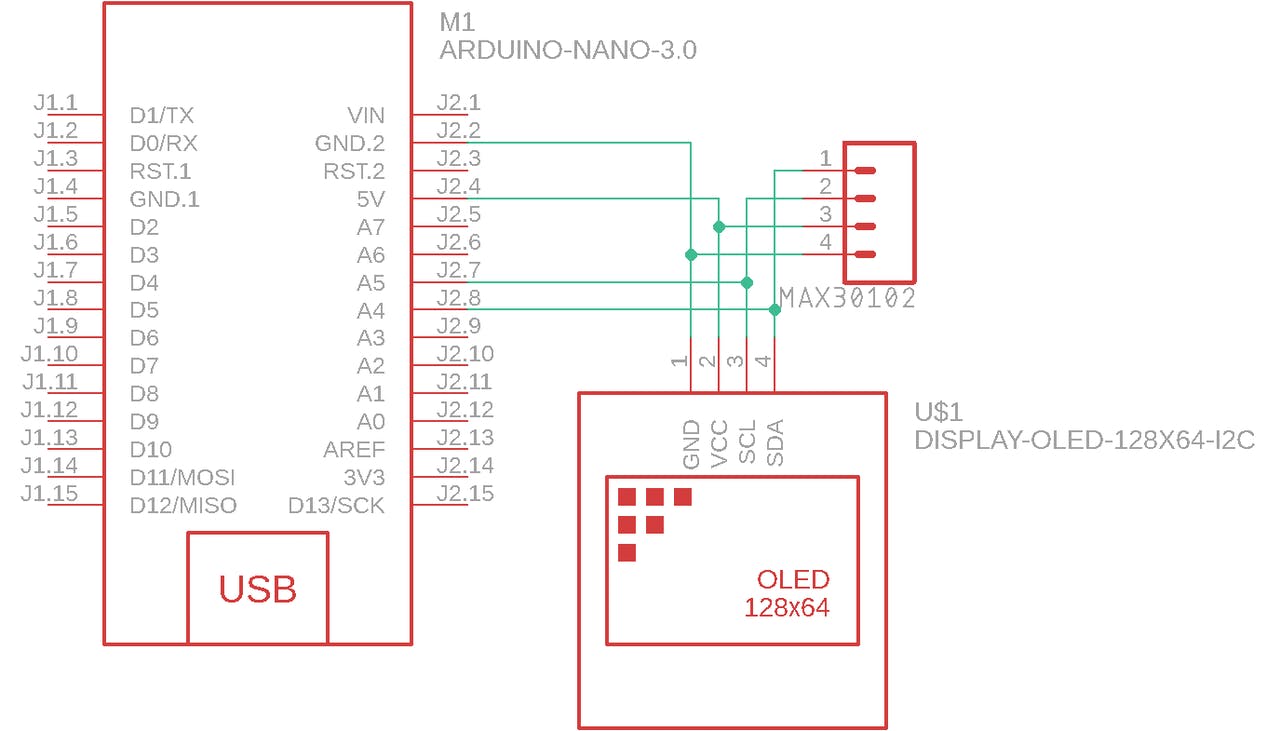 M1
ARDUINO-NANO-3.0
J1.1
D1/TX
VIN
J2.1
J1.2
D0/RX
GND.2
J2.2
J1.3
RST.1
RST.2
J2.3
J1.4
GND.1
5V
J2.4
J1.5
D2
A7
J2.5
J1.6
D3
A6
J2.6
J1.7
D4
A5
J2.7
J1.8
D5
A4
J2.8
J1.9
D6
A3
J2.9
J1.10
D7
A2
J2.10
J1.11
D8
A1
J2.11
J1.12
D9
A0
J2.12
J1.13
D10
AREF
J2.13
J1.14
D11/MOSI
3V3
J2.14
J1.15
D12/MISO
D13/SCK
J2.15
USB
1
2
3
4
MAX30102
1
2
3
4
GND
VCC
SCL
SDA
U$1
DISPLAY-OLED-128X64-I2C
OLED
128x64